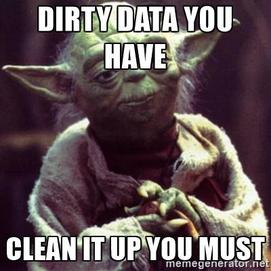 DIRTY DATA YOU
HAVE
CLEAN IT UP YOU MUST
memegenerator.net